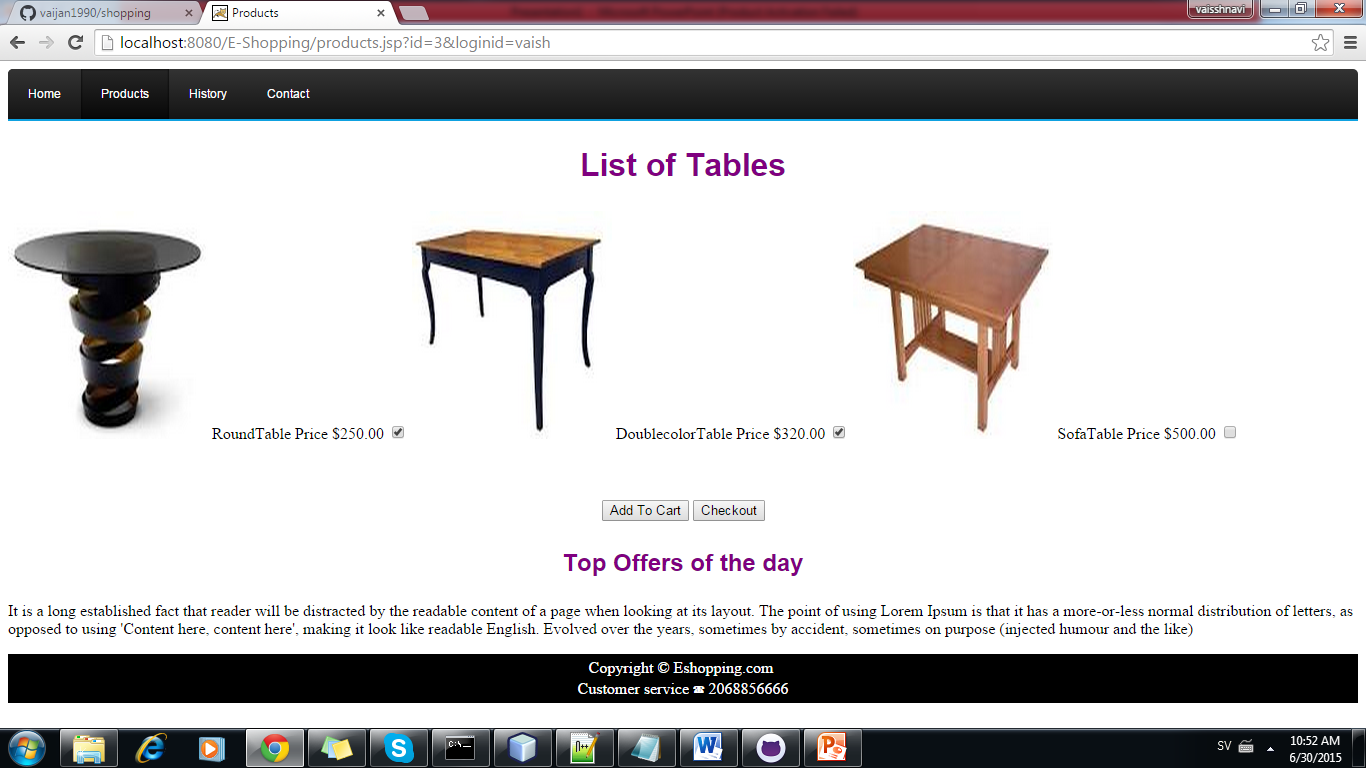 vaijan1990/shopping
Products
vaisshnavi
localhost:8080/E-Shopping/products.jsp?id=3&loginid=vaish
Home Products History Contact
List of Tables
RoundTable Price $250.00 DoublecolorTable Price $320.00 SofaTable Price $500.00
Add To Cart Checkout
Top Offers of the day
It is a long established fact that reader will be distracted by the readable content of a page when looking at its layout. The point of using Lorem Ipsum is that it has a more-or-less normal distribution of letters, as
opposed to using 'Content here, content here', making it look like readable English. Evolved over the years, sometimes by accident, sometimes on purpose (injected humour and the like)
Copyright © Eshopping.com
Customer service ☎ 2068856666
SV
10:52 AM
6/30/2015